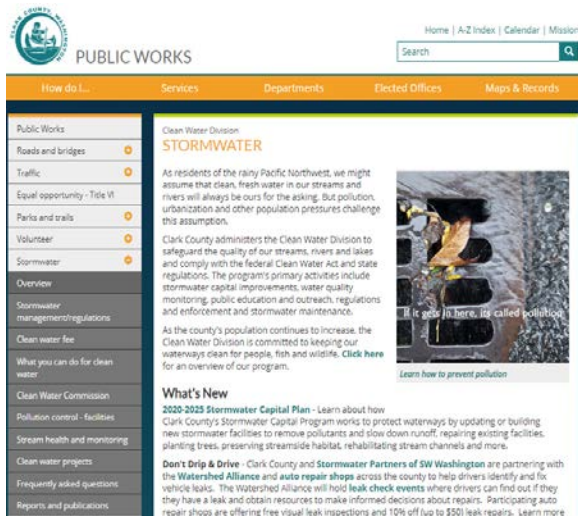 CLARK COUNTY, WASHINGTON
PUBLIC WORKS
Home | A-Z Index | Calendar | Mission
Search
How do I... Services Departments Elected Offices Maps & Records
Public Works
Roads and bridges
Traffic
Equal opportunity - Title VI
Parks and trails
Volunteer
Stormwater
Overview
Stormwater
management/regulations
Clean water fee
What you can do for clean
water
Clean Water Commission
Pollution control - facilities
Stream health and monitoring
Clean water projects
Frequently asked questions
Reports and publications
Clean Water Division
STORMWATER
As residents of the rainy Pacific Northwest, we might
assume that clean, fresh water in our streams and
rivers will always be ours for the asking. But pollution,
urbanization and other population pressures challenge
this assumption.
Clark County administers the Clean Water Division to
safeguard the quality of our streams, rivers and lakes
and comply with the federal Clean Water Act and state
regulations. The program's primary activities include
stormwater capital improvements, water quality
monitoring, public education and outreach, regulations
and enforcement and stormwater maintenance.
As the county's population continues to increase, the
Clean Water Division is committed to keeping our
waterways clean for people, fish and wildlife. Click here
for an overview of our program.
If it gets in here, its called pollution
Learn how to prevent pollution
What's New
2020-2025 Stormwater Capital Plan - Learn about how
Clark County's Stormwater Capital Program works to protect waterways by updating or building
new stormwater facilities to remove pollutants and slow down runoff, repairing existing facilities,
planting trees, preserving streamside habitat, rehabilitating stream channels and more.
Don't Drip & Drive - Clark County and Stormwater Partners of SW Washington are partnering with
the Watershed Alliance and auto repair shops across the county to help drivers identify and fix
vehicle leaks. The Watershed Alliance will hold leak check events where drivers can find out if they
they have a leak and obtain resources to make informed decisions about repairs. Participating auto
repair shops are offering free visual leak inspections and 10% off (up to $50) leak repairs. Learn more